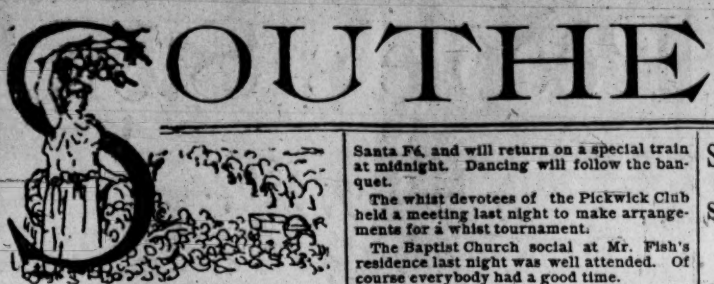 SOUTHE
Santa Fé, and will return on a special train
at midnight. Dancing will follow the ban-
quet.
The whist devotees of the Pickwick Club
held a meeting last night to make arrange-
ments for a whist tournament.
The Baptist Church social at Mr. Fish's
residence last night was well attended. Of
course everybody had a good time.
S
S